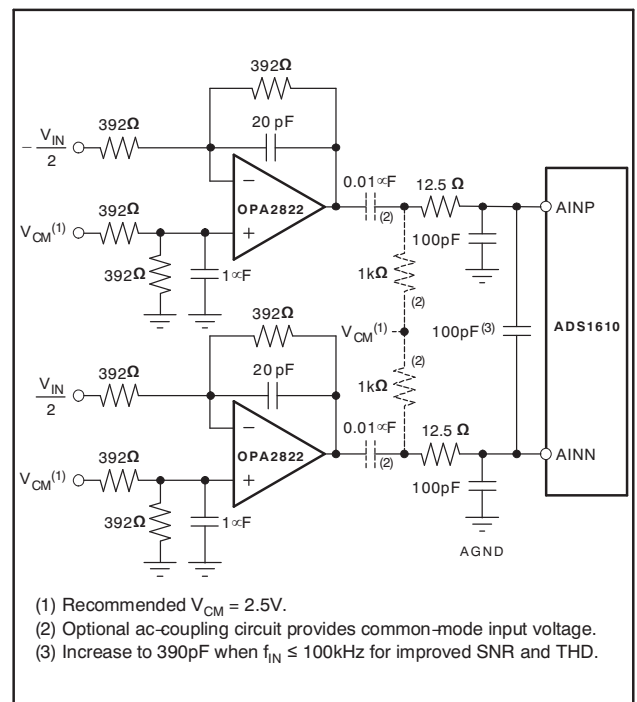 392Ω
20 pF
392Ω
− V_IN/2
−
OPA2822
+
0.01∝F
(2)
12.5 Ω
AINP
392Ω
V_CM(1)
392Ω
1∝F
100pF
1kΩ
(2)
392Ω
V_CM(1)
100pF(3)
ADS1610
20 pF
(2)
1kΩ
392Ω
V_IN/2
−
OPA2822
+
0.01∝F
(2)
12.5 Ω
AINN
392Ω
V_CM(1)
392Ω
1∝F
100pF
AGND
(1) Recommended V_CM = 2.5V.
(2) Optional ac-coupling circuit provides common-mode input voltage.
(3) Increase to 390pF when f_IN ≤ 100kHz for improved SNR and THD.